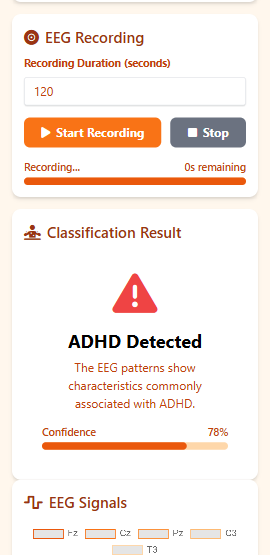 EEG Recording
Recording Duration (seconds)
120
Start Recording
Stop
Recording... 0s remaining
Classification Result
ADHD Detected
The EEG patterns show
characteristics commonly
associated with ADHD.
Confidence 78%
EEG Signals
Fz Cz Pz C3
T3